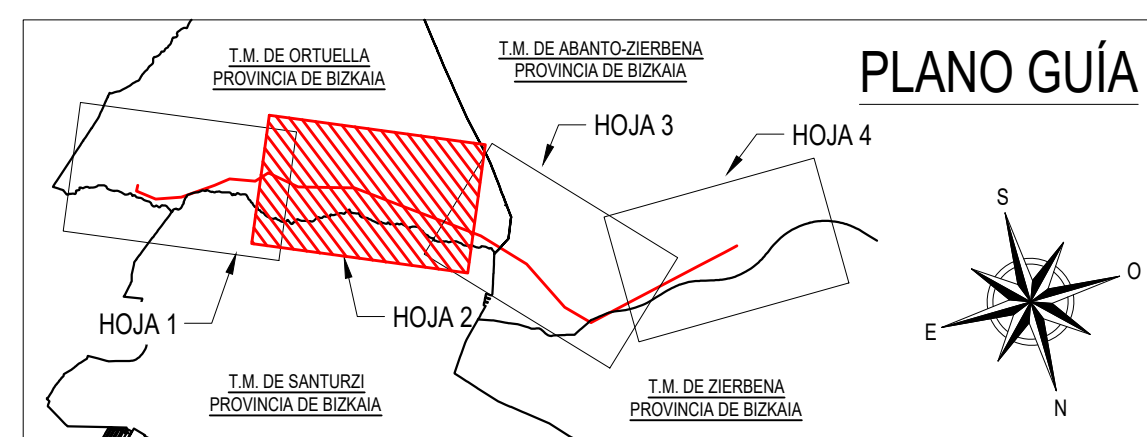 T.M. DE ORTUELLA
PROVINCIA DE BIZKAIA
T.M. DE ABANTO-ZIERBENA
PROVINCIA DE BIZKAIA
PLANO GUÍA
HOJA 3
HOJA 4
S
O
E
N
HOJA 1
HOJA 2
T.M. DE SANTURZI
PROVINCIA DE BIZKAIA
T.M. DE ZIERBENA
PROVINCIA DE BIZKAIA